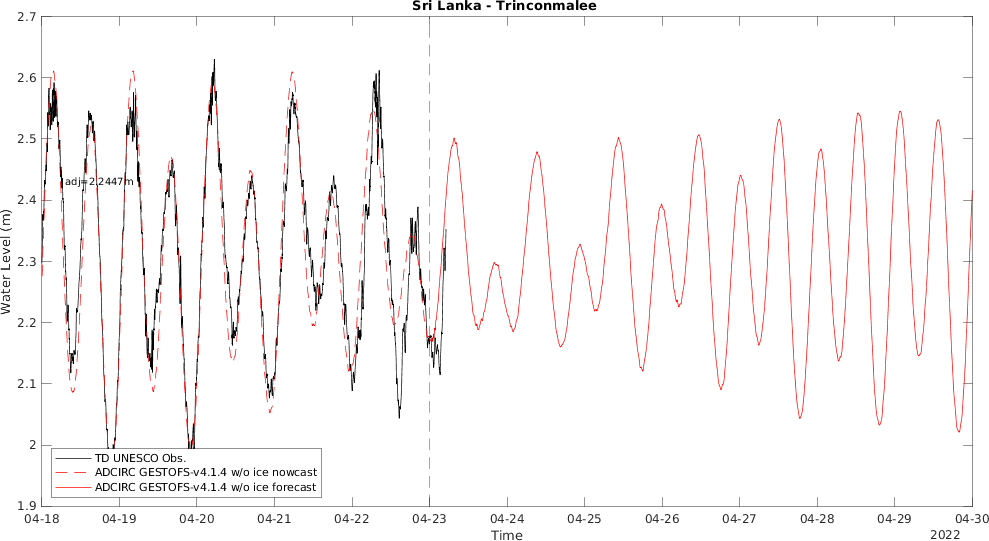 Sri Lanka - Trinconmalee
2.7
2.6
2.5
2.4
2.3
2.2
2.1
2
1.9
Water Level (m)
adj=2.2447m
TD UNESCO Obs.
ADCIRC GESTOFS-v4.1.4 w/o ice nowcast
ADCIRC GESTOFS-v4.1.4 w/o ice forecast
04-18 04-19 04-20 04-21 04-22 04-23 04-24 04-25 04-26 04-27 04-28 04-29 04-30
Time
2022